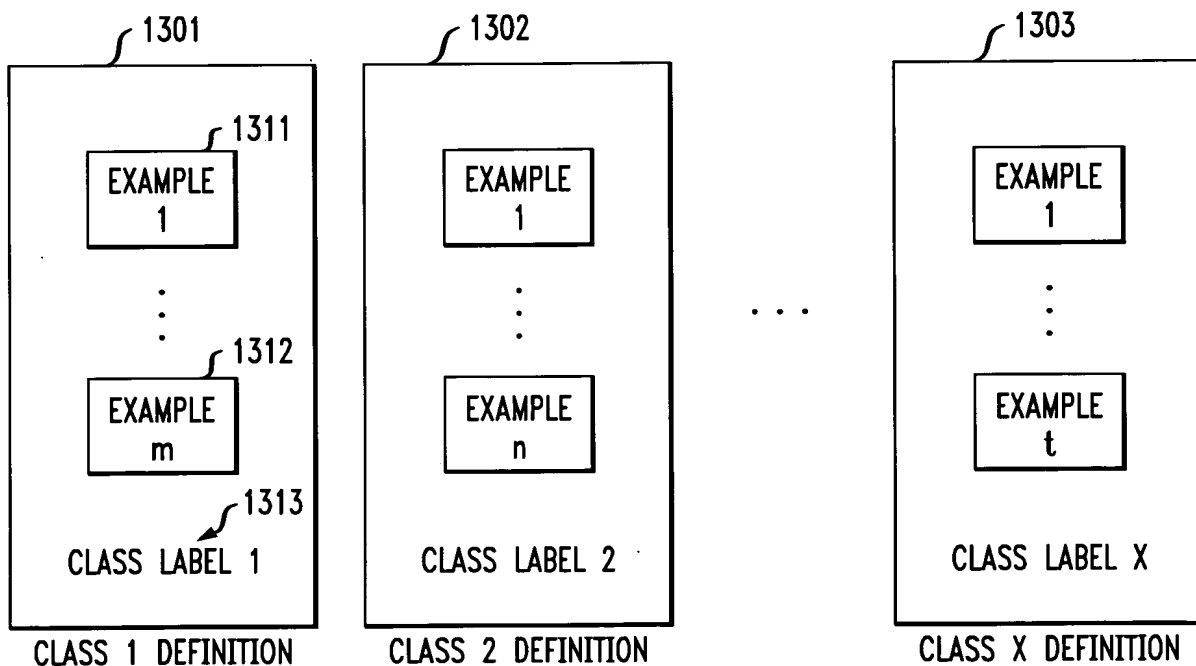 1301
1302
1303
1311
EXAMPLE
1
EXAMPLE
1
EXAMPLE
1
1312
EXAMPLE
m
EXAMPLE
n
EXAMPLE
t
1313
CLASS LABEL 1
CLASS LABEL 2
CLASS LABEL X
CLASS 1 DEFINITION
CLASS 2 DEFINITION
CLASS X DEFINITION